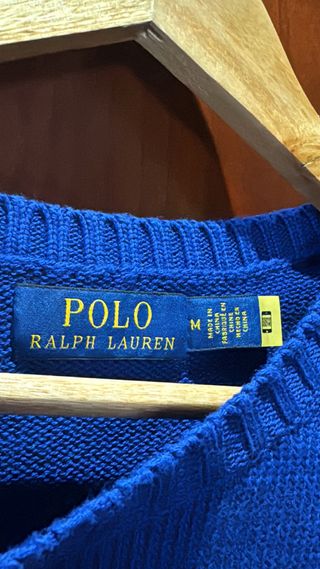 POLO
RALPH LAUREN
M
MADE IN
CHINA
FABRIQUÉ EN
CHINE
HECHO EN
CHINA